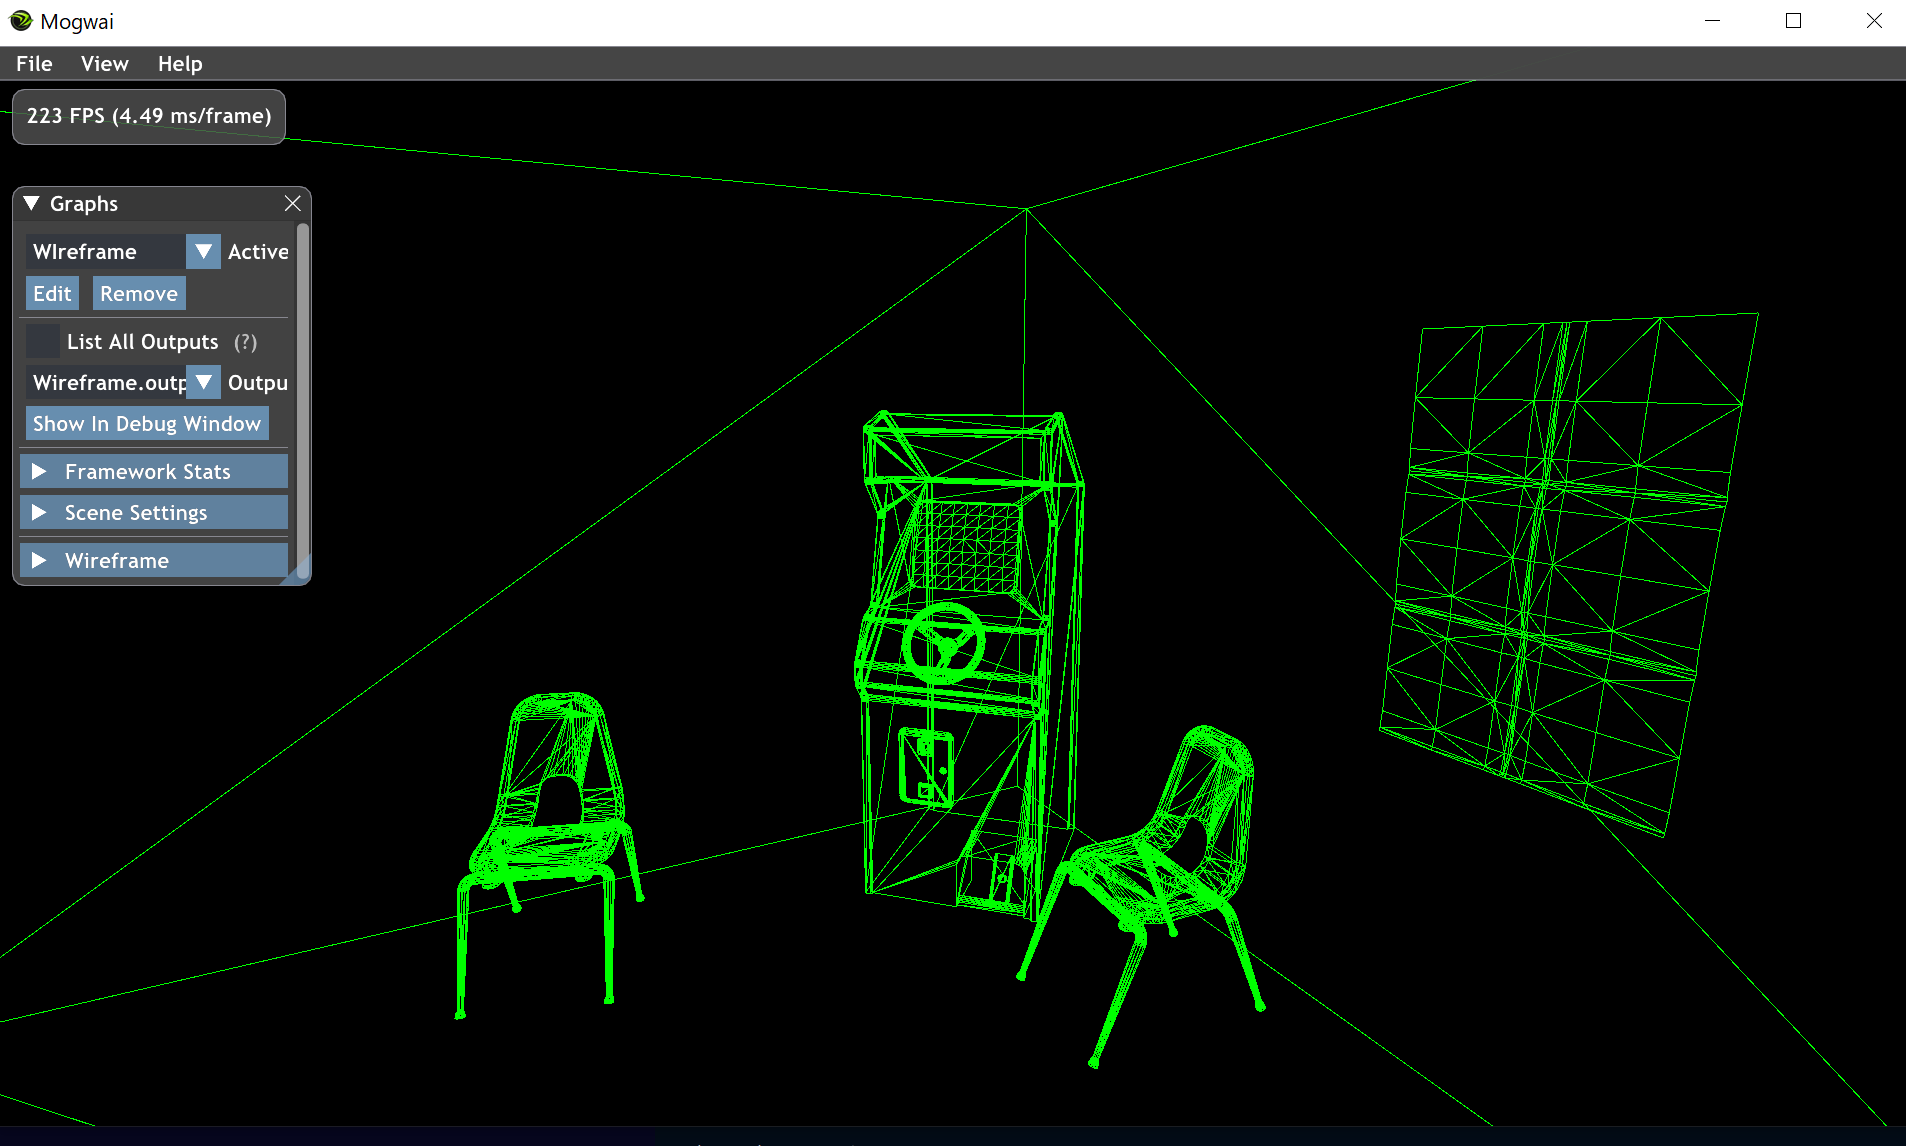 Mogwai
File View Help
223 FPS (4.49 ms/frame)
Graphs
WIreframe Active
Edit Remove
List All Outputs (?)
Wireframe.outp Outpu
Show In Debug Window
Framework Stats
Scene Settings
Wireframe